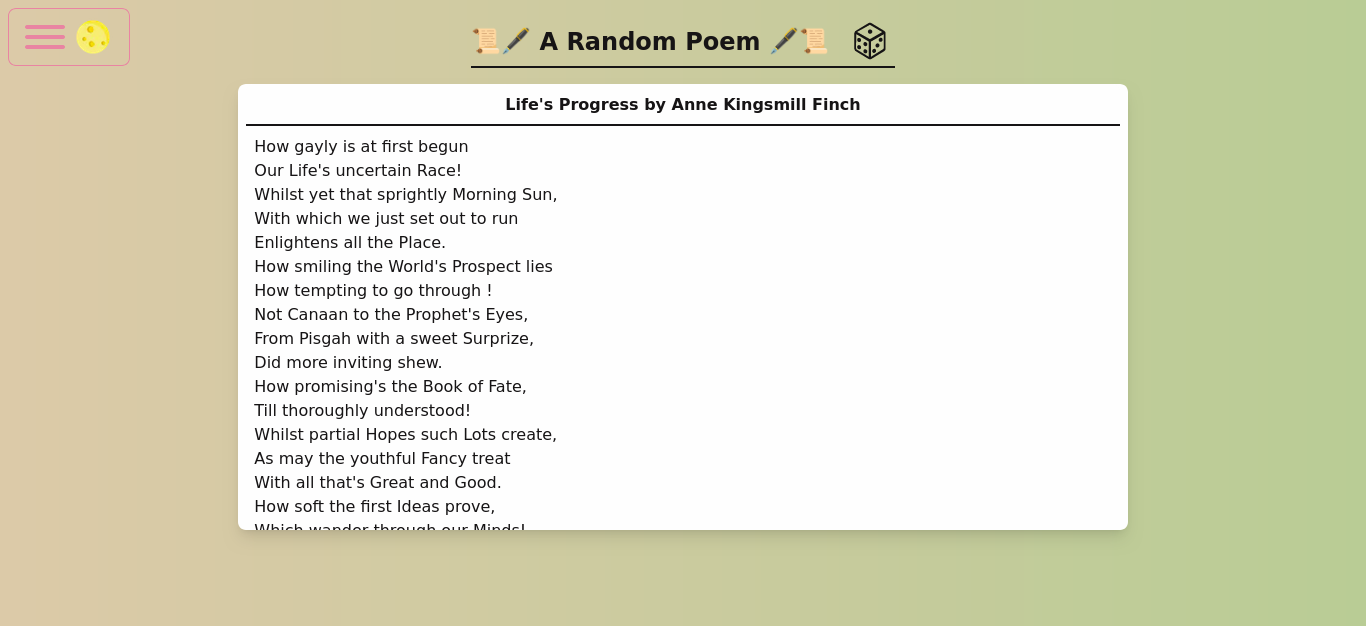 A Random Poem
Life's Progress by Anne Kingsmill Finch
How gayly is at first begun
Our Life's uncertain Race!
Whilst yet that sprightly Morning Sun,
With which we just set out to run
Enlightens all the Place.
How smiling the World's Prospect lies
How tempting to go through !
Not Canaan to the Prophet's Eyes,
From Pisgah with a sweet Surprize,
Did more inviting shew.
How promising's the Book of Fate,
Till thoroughly understood!
Whilst partial Hopes such Lots create,
As may the youthful Fancy treat
With all that's Great and Good.
How soft the first Ideas prove,
Which wander through our Minds!